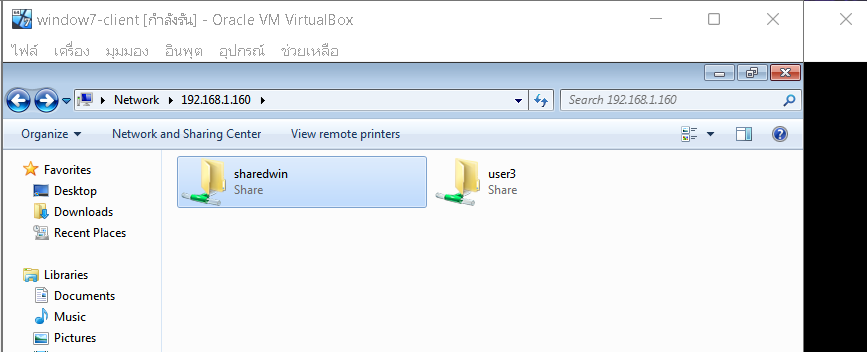 window7-client [กำลังรัน] - Oracle VM VirtualBox
ไฟล์ เครื่อง มุมมอง อินพุต อุปกรณ์ ช่วยเหลือ
Network 192.168.1.160 Search 192.168.1.160
Organize Network and Sharing Center View remote printers
Favorites
Desktop
Downloads
Recent Places
Libraries
Documents
Music
Pictures
sharedwin
Share
user3
Share